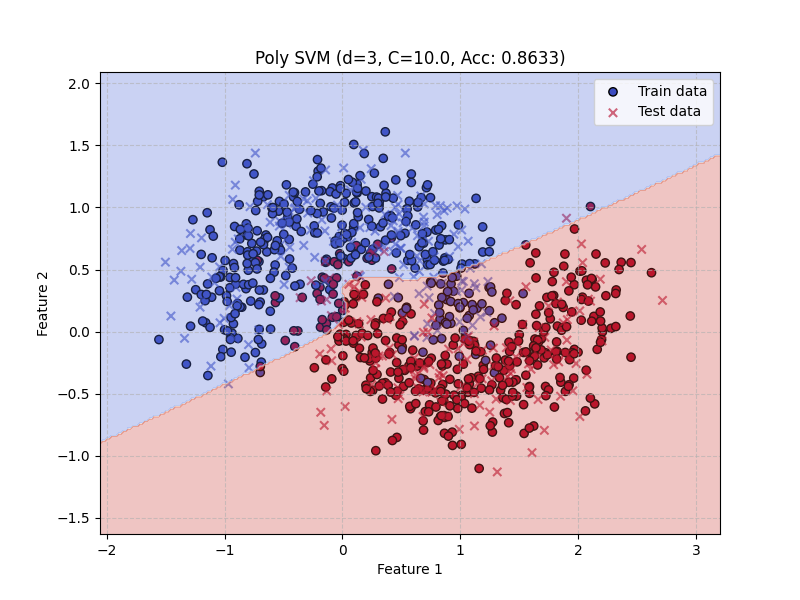 Poly SVM (d=3, C=10.0, Acc: 0.8633)
Train data
Test data
2.0
1.5
1.0
0.5
0.0
−0.5
−1.0
−1.5
Feature 2
−2
−1
0
1
2
3
Feature 1